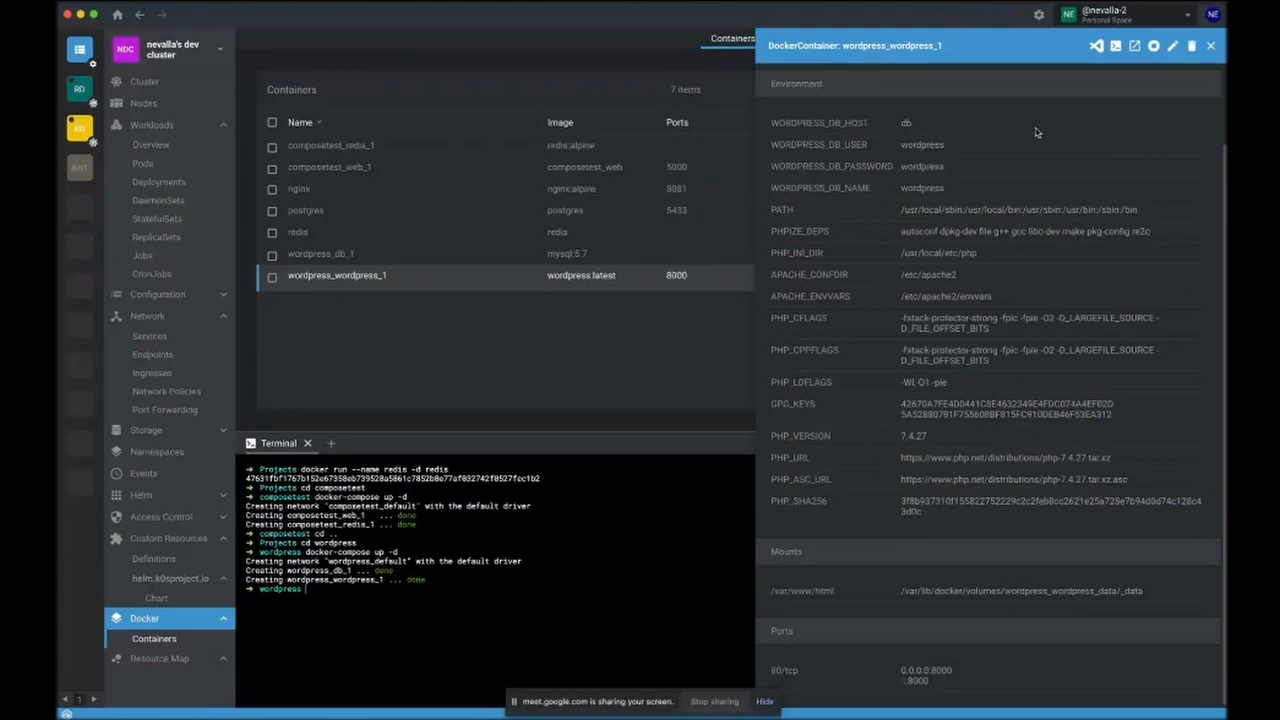 @nevalla-2
Personal Space
NE
NE
NDC
nevalla's dev
cluster
RD
KD
AW1
Cluster
Nodes
Workloads
Overview
Pods
Deployments
DaemonSets
StatefulSets
ReplicaSets
Jobs
CronJobs
Configuration
Network
Services
Endpoints
Ingresses
Network Policies
Port Forwarding
Storage
Namespaces
Events
Helm
Access Control
Custom Resources
Definitions
helm.k0sproject.io
Chart
Docker
Containers
Resource Map
1
Containers
Containers
7 items
Name Image Ports
composetest_redis_1 redis:alpine
composetest_web_1 composetest_web 5000
nginx nginx:alpine 8081
postgres postgres 5433
redis redis
wordpress_db_1 mysql:5.7
wordpress_wordpress_1 wordpress:latest 8000
Terminal
➜ Projects docker run --name redis -d redis
➜ Projects cd composetest
➜ composetest docker-compose up -d
Creating network "composetest_default" with the default driver
Creating composetest_web_1 ... done
Creating composetest_redis_1 ... done
➜ composetest cd ..
➜ Projects cd wordpress
➜ wordpress docker-compose up -d
Creating network "wordpress_default" with the default driver
Creating wordpress_db_1 ... done
Creating wordpress_wordpress_1 ... done
➜ wordpress
DockerContainer: wordpress_wordpress_1
Environment
WORDPRESS_DB_HOST db
WORDPRESS_DB_USER wordpress
WORDPRESS_DB_PASSWORD wordpress
WORDPRESS_DB_NAME wordpress
PATH /usr/local/sbin:/usr/local/bin:/usr/sbin:/usr/bin:/sbin:/bin
PHPIZE_DEPS autoconf dpkg-dev file g++ gcc libc-dev make pkg-config re2c
PHP_INI_DIR /usr/local/etc/php
APACHE_CONFDIR /etc/apache2
APACHE_ENVVARS /etc/apache2/envvars
PHP_CFLAGS -fstack-protector-strong -fpic -fpie -O2 -D_LARGEFILE_SOURCE -
D_FILE_OFFSET_BITS
PHP_CPPFLAGS -fstack-protector-strong -fpic -fpie -O2 -D_LARGEFILE_SOURCE -
D_FILE_OFFSET_BITS
PHP_LDFLAGS -Wl,-O1 -pie
GPG_KEYS 42670A7FE4D0441C8E4632349E4FDC074A4EF02D
5A52880781F755608BF815FC910DEB46F53EA312
PHP_VERSION 7.4.27
PHP_URL https://www.php.net/distributions/php-7.4.27.tar.xz
PHP_ASC_URL https://www.php.net/distributions/php-7.4.27.tar.xz.asc
PHP_SHA256 3f8b937310f155822752229c2c2feb8cc2621e25a728e7b94d0d74c128c4
3d0c
Mounts
/var/www/html /var/lib/docker/volumes/wordpress_wordpress_data/_data
Ports
80/tcp 0.0.0.0:8000
:::8000
meet.google.com is sharing your screen. Stop sharing Hide